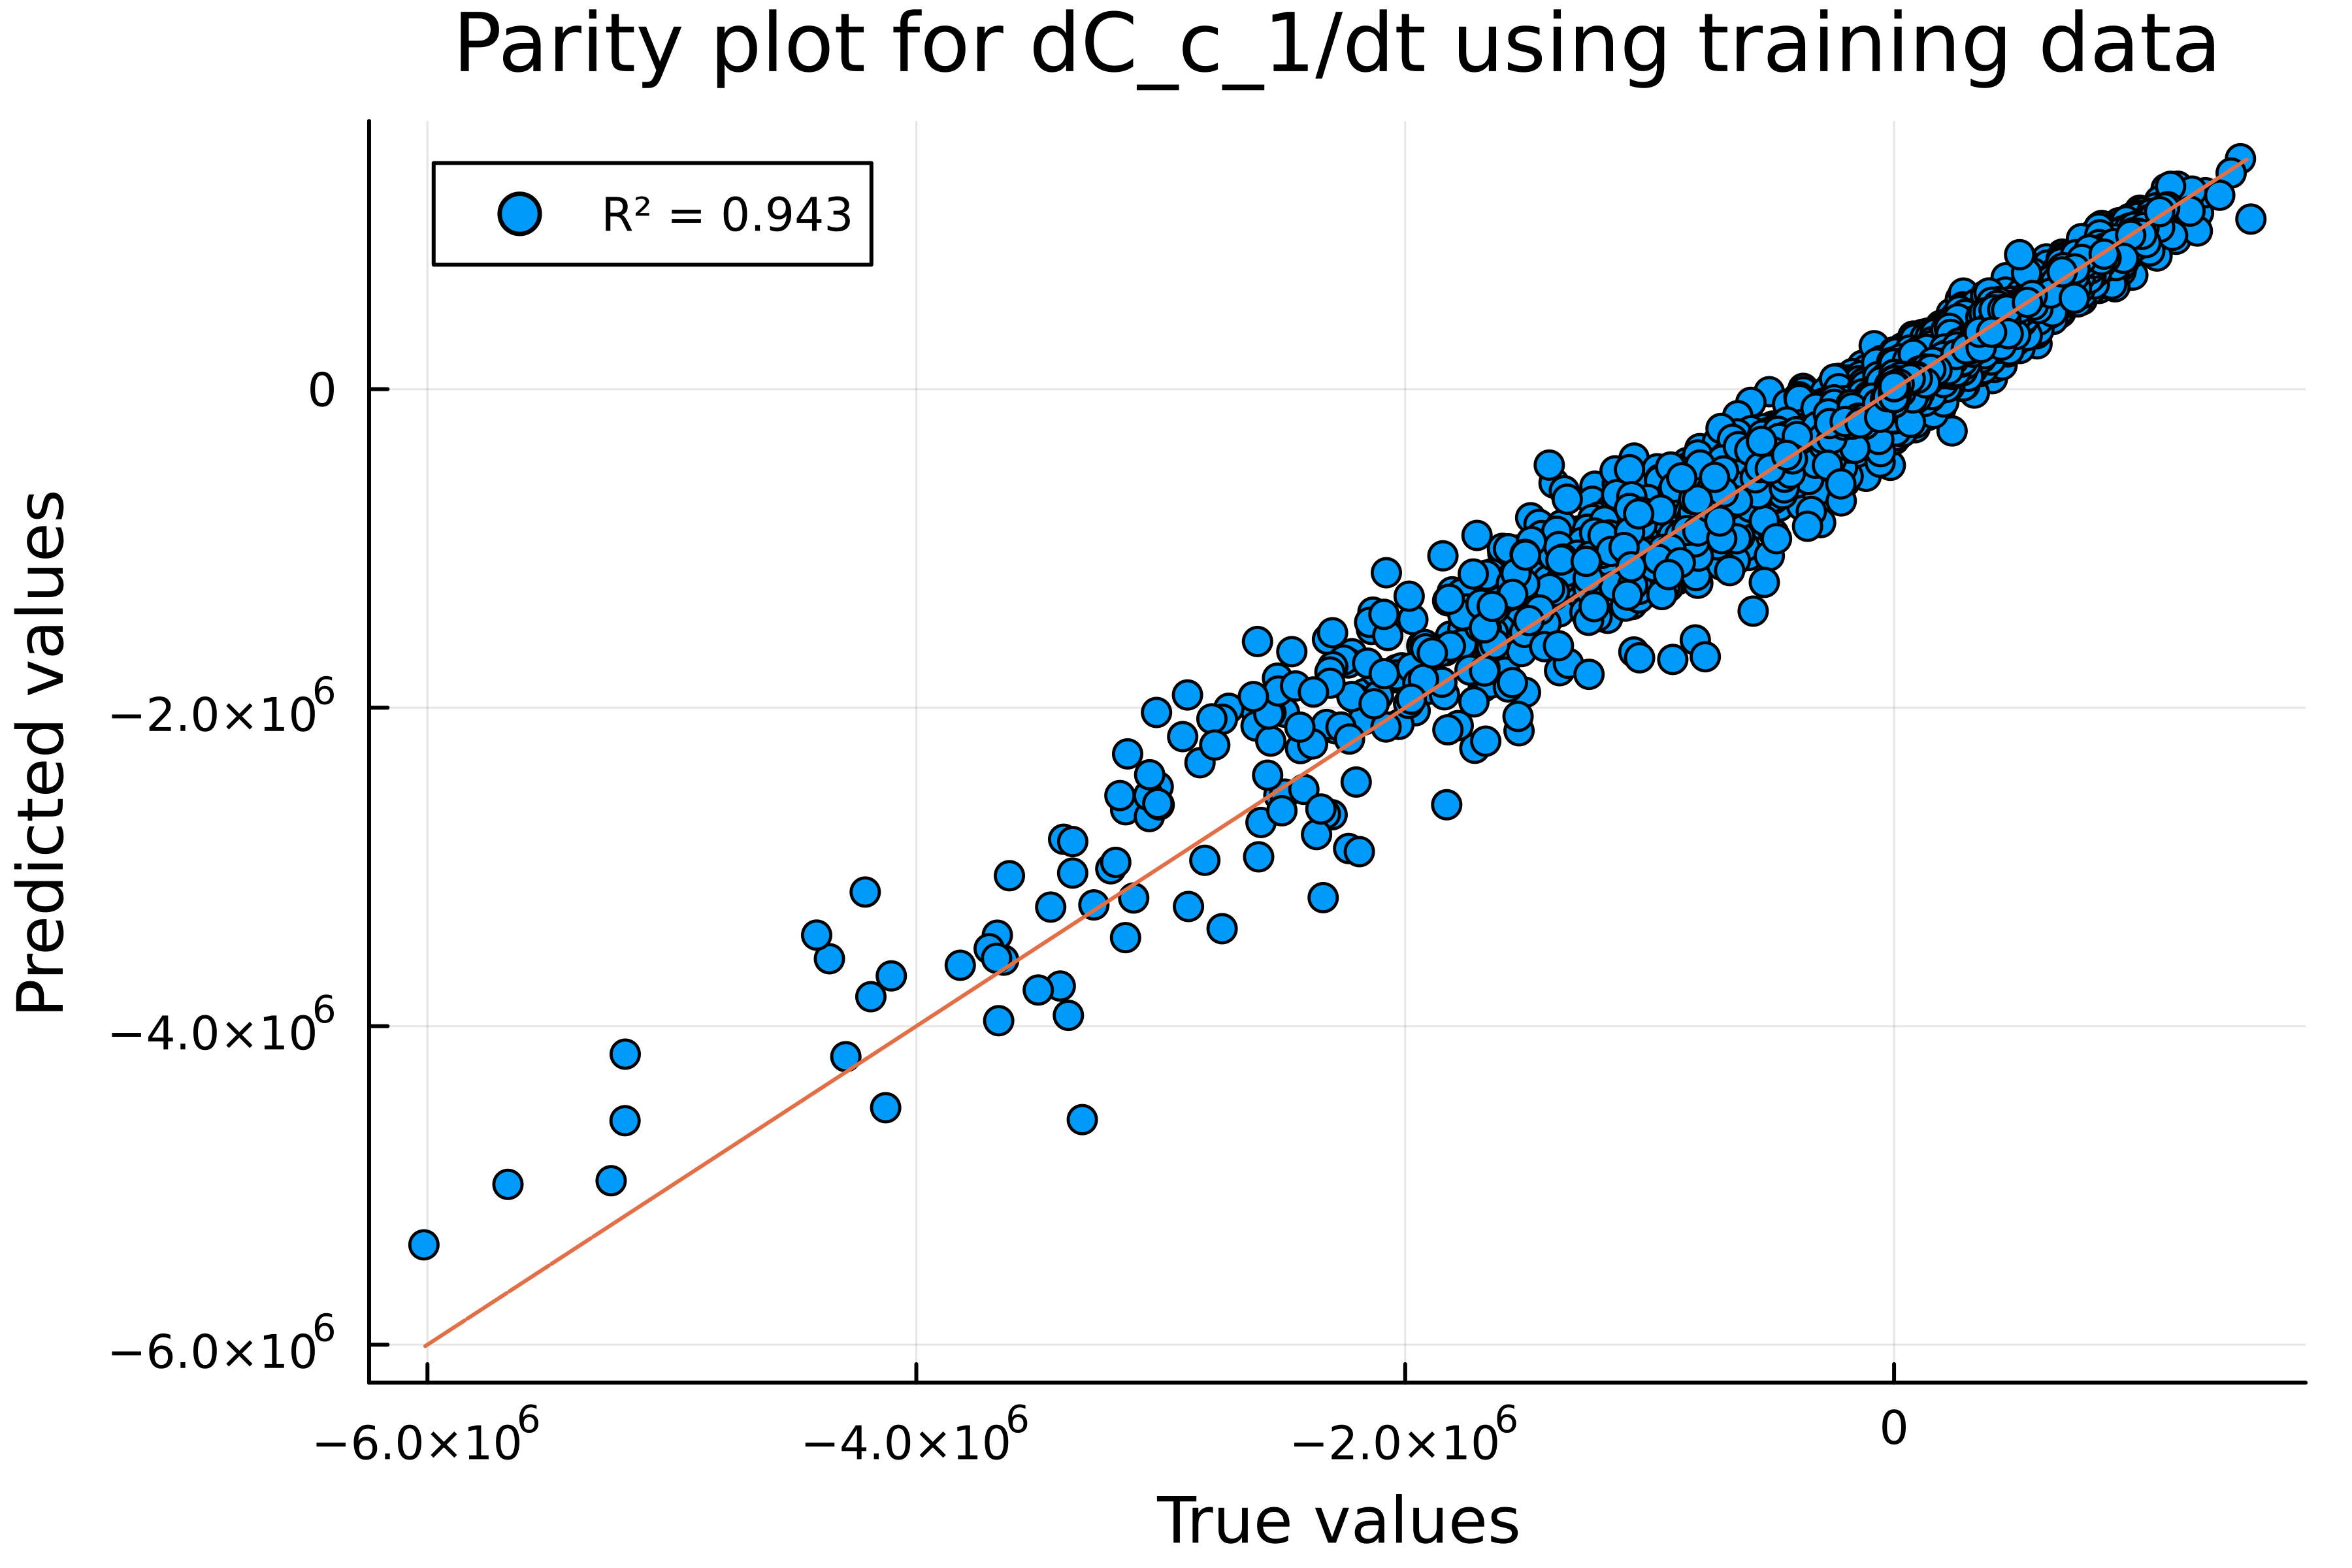 Parity plot for dC_c_1/dt using training data
R² = 0.943
Predicted values
0
−2.0×10⁶
−4.0×10⁶
−6.0×10⁶
−6.0×10⁶ −4.0×10⁶ −2.0×10⁶ 0
True values